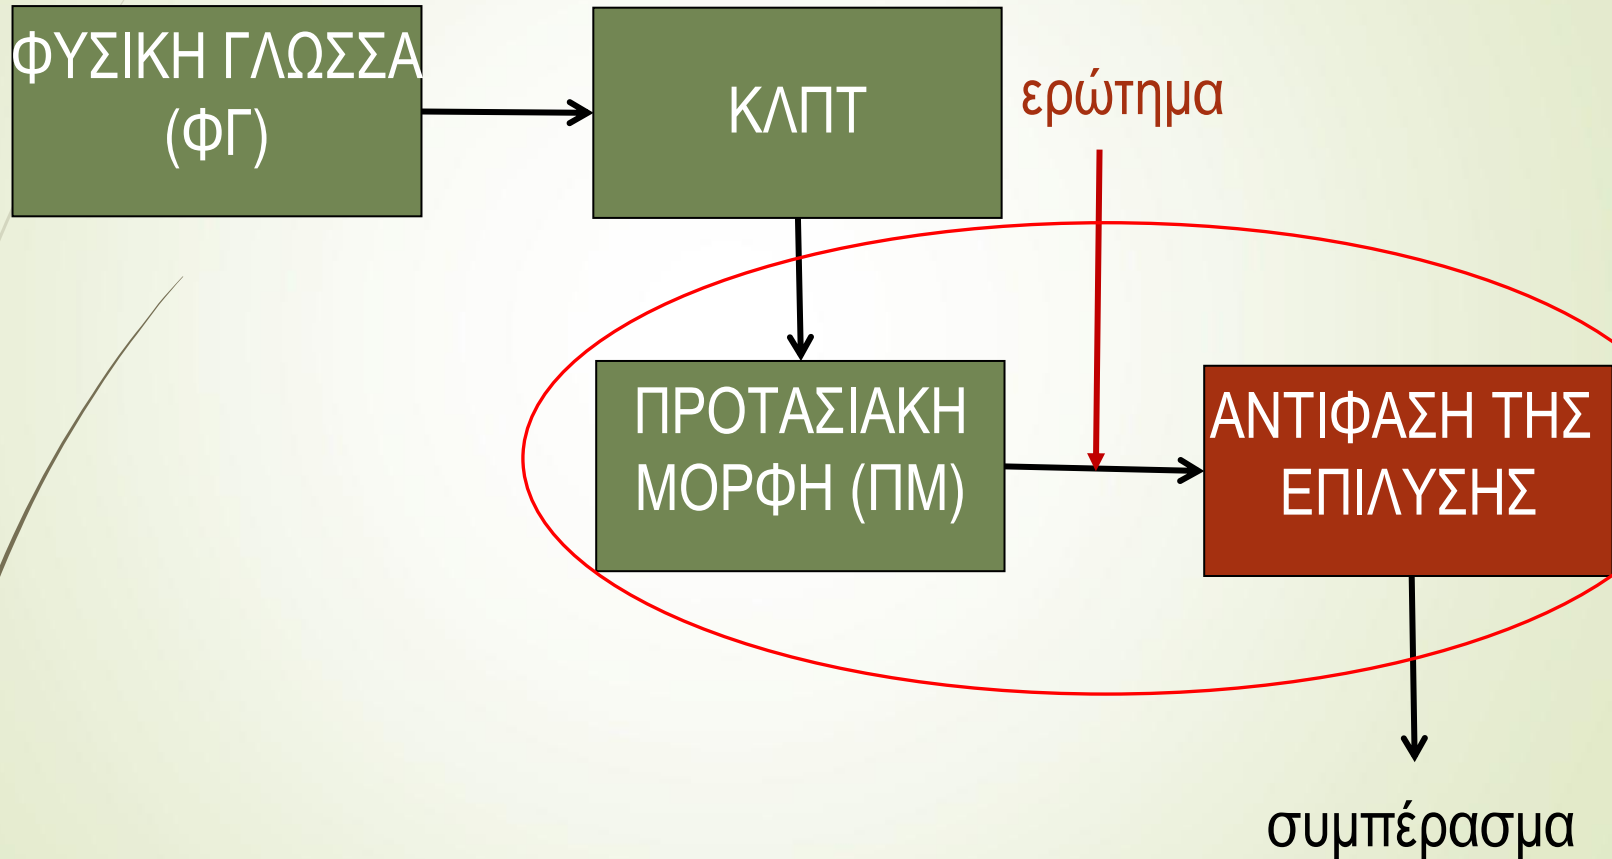 ΦΥΣΙΚΗ ΓΛΩΣΣΑ
(ΦΓ)
ΚΛΠΤ
ερώτημα
ΠΡΟΤΑΣΙΑΚΗ
ΜΟΡΦΗ (ΠΜ)
ΑΝΤΙΦΑΣΗ ΤΗΣ
ΕΠΙΛΥΣΗΣ
συμπέρασμα